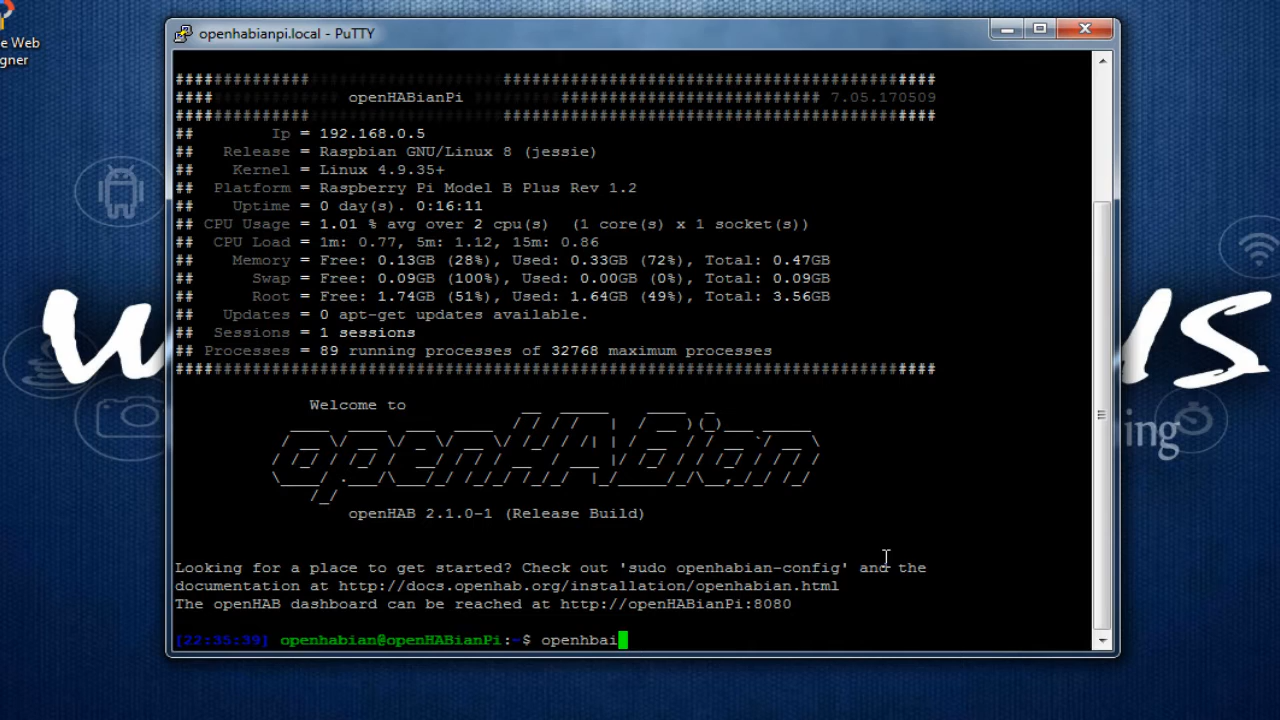 e Web
gner
openhabianpi.local - PuTTY
############### ###########################################
#### openHABianPi ########################### 7.05.170509
############### ###########################################
## Ip = 192.168.0.5
## Release = Raspbian GNU/Linux 8 (jessie)
## Kernel = Linux 4.9.35+
## Platform = Raspberry Pi Model B Plus Rev 1.2
## Uptime = 0 day(s). 0:16:11
## CPU Usage = 1.01 % avg over 2 cpu(s) (1 core(s) x 1 socket(s))
## CPU Load = 1m: 0.77, 5m: 1.12, 15m: 0.86
## Memory = Free: 0.13GB (28%), Used: 0.33GB (72%), Total: 0.47GB
## Swap = Free: 0.09GB (100%), Used: 0.00GB (0%), Total: 0.09GB
## Root = Free: 1.74GB (51%), Used: 1.64GB (49%), Total: 3.56GB
## Updates = 0 apt-get updates available.
## Sessions = 1 sessions
## Processes = 89 running processes of 32768 maximum processes
###############################################################################
Welcome to
openHABian
openHAB 2.1.0-1 (Release Build)
Looking for a place to get started? Check out 'sudo openhabian-config' and the
documentation at http://docs.openhab.org/installation/openhabian.html
The openHAB dashboard can be reached at http://openHABianPi:8080
[22:35:39] openhabian@openHABianPi:~$ openhbai
ing